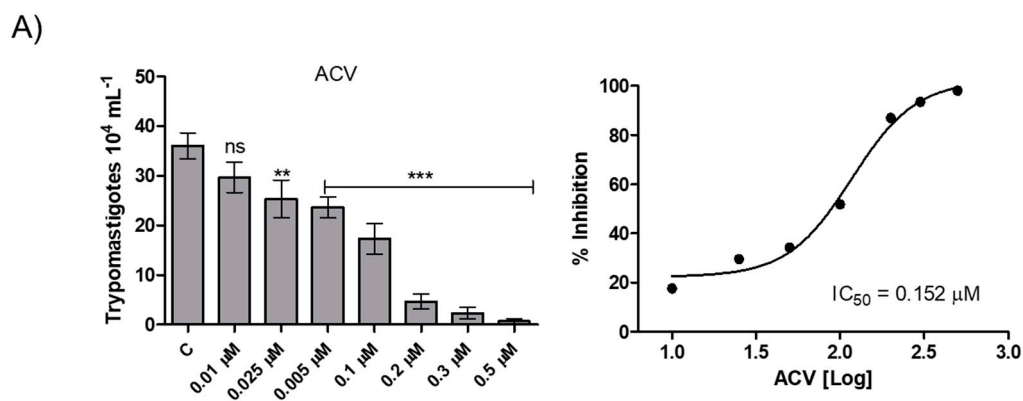 A)
ACV
Trypomastigotes 10⁴ mL⁻¹
50
40
30
20
10
0
ns
**
***
C
0.01 µM
0.025 µM
0.005 µM
0.1 µM
0.2 µM
0.3 µM
0.5 µM
% Inhibition
100
80
60
40
20
0
IC₅₀ = 0.152 µM
1.0
1.5
2.0
2.5
3.0
ACV [Log]